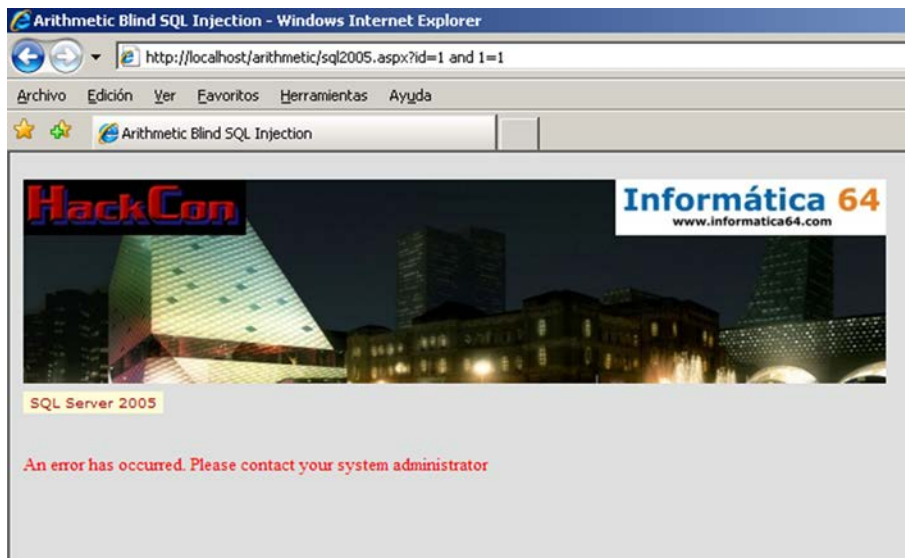 Arithmetic Blind SQL Injection - Windows Internet Explorer
http://localhost/arithmetic/sql2005.aspx?id=1 and 1=1
Archivo Edición Ver Favoritos Herramientas Ayuda
Arithmetic Blind SQL Injection
HackCon
Informática 64
www.informatica64.com
SQL Server 2005
An error has occurred. Please contact your system administrator